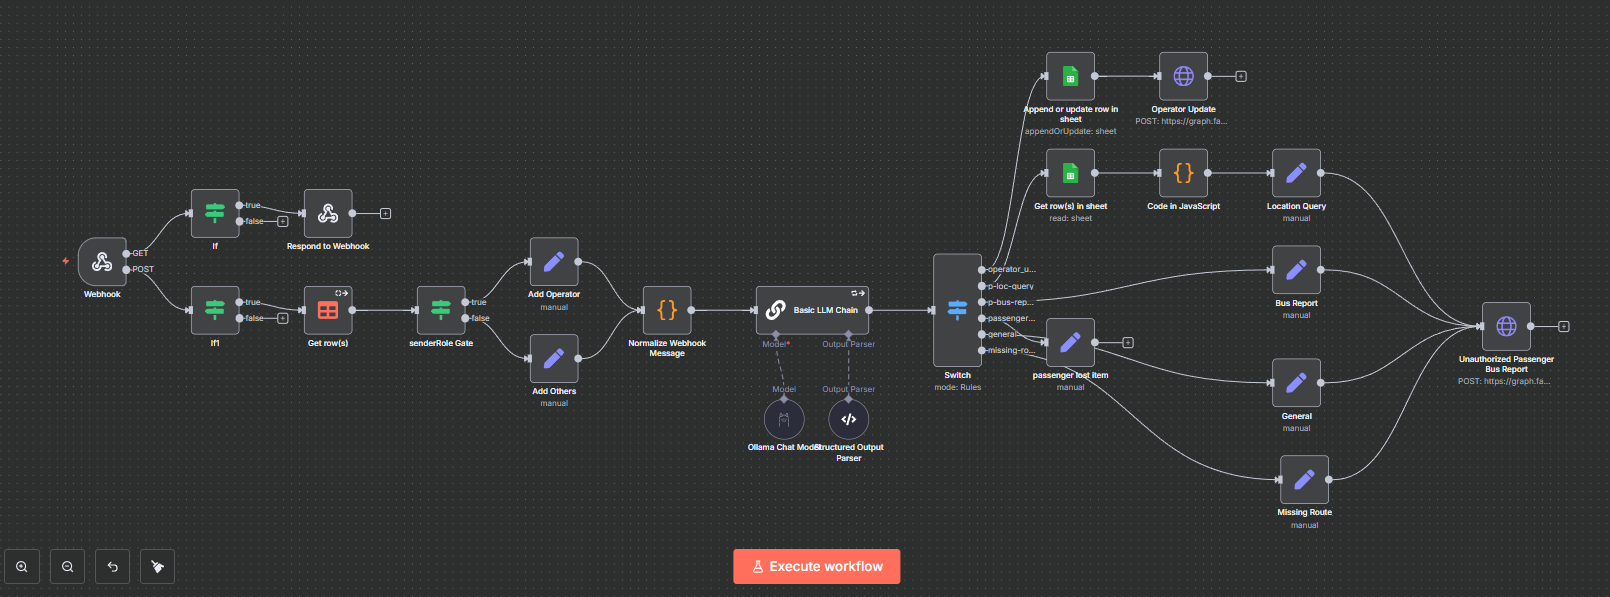 Append or update row in
sheet
appendOrUpdate: sheet
Operator Update
POST: https://graph.fa...
Get row(s) in sheet
read: sheet
Code in JavaScript
Location Query
manual
GET
POST
Webhook
true
false
If
Respond to Webhook
true
false
If1
Get row(s)
true
false
senderRole Gate
Add Operator
manual
Add Others
manual
Normalize Webhook
Message
Basic LLM Chain
Model*
Output Parser
Model
Output Parser
Ollama Chat Model
Structured Output
Parser
operator_u...
p-loc-query
p-bus-rep...
passenger...
general
missing-ro...
Switch
mode: Rules
passenger lost item
manual
Bus Report
manual
General
manual
Missing Route
manual
Unauthorized Passenger
Bus Report
POST: https://graph.fa...
Execute workflow